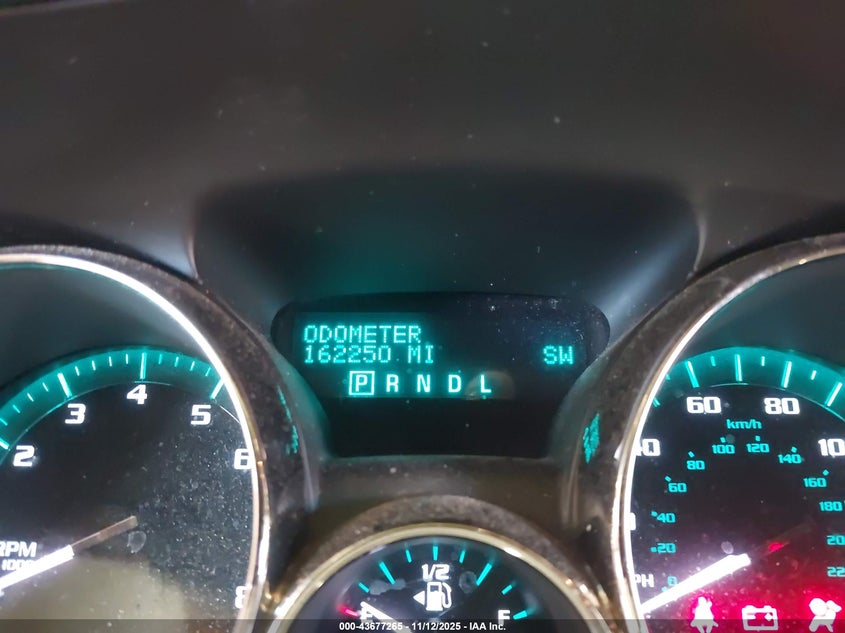 ODOMETER
162250 MI SW
P R N D L
2 3 4 5 6 8
RPM
60 80
km/h
20 40 60 80 100 120 140 160 180
1/2
F
000-43677265 - 11/12/2025 - IAA Inc.